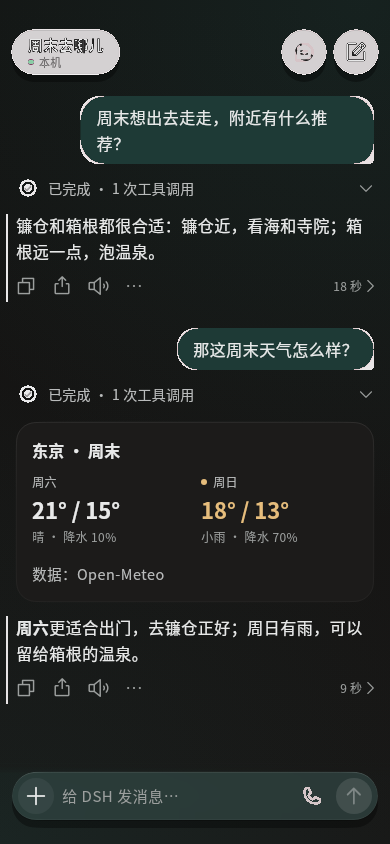 周末去哪儿
本机
周末想出去走走，附近有什么推
荐？
已完成 · 1 次工具调用
镰仓和箱根都很合适：镰仓近，看海和寺院；箱
根远一点，泡温泉。
18 秒
那这周末天气怎么样？
已完成 · 1 次工具调用
东京 · 周末
周六
周日
21° / 15°
18° / 13°
晴 · 降水 10%
小雨 · 降水 70%
数据：Open-Meteo
周六更适合出门，去镰仓正好；周日有雨，可以
留给箱根的温泉。
9 秒
给 DSH 发消息…